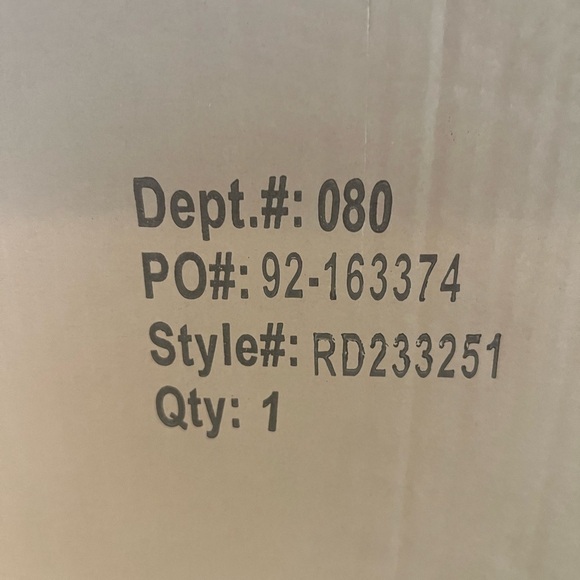 Dept.#: 080
PO#: 92-163374
Style#: RD233251
Qty: 1